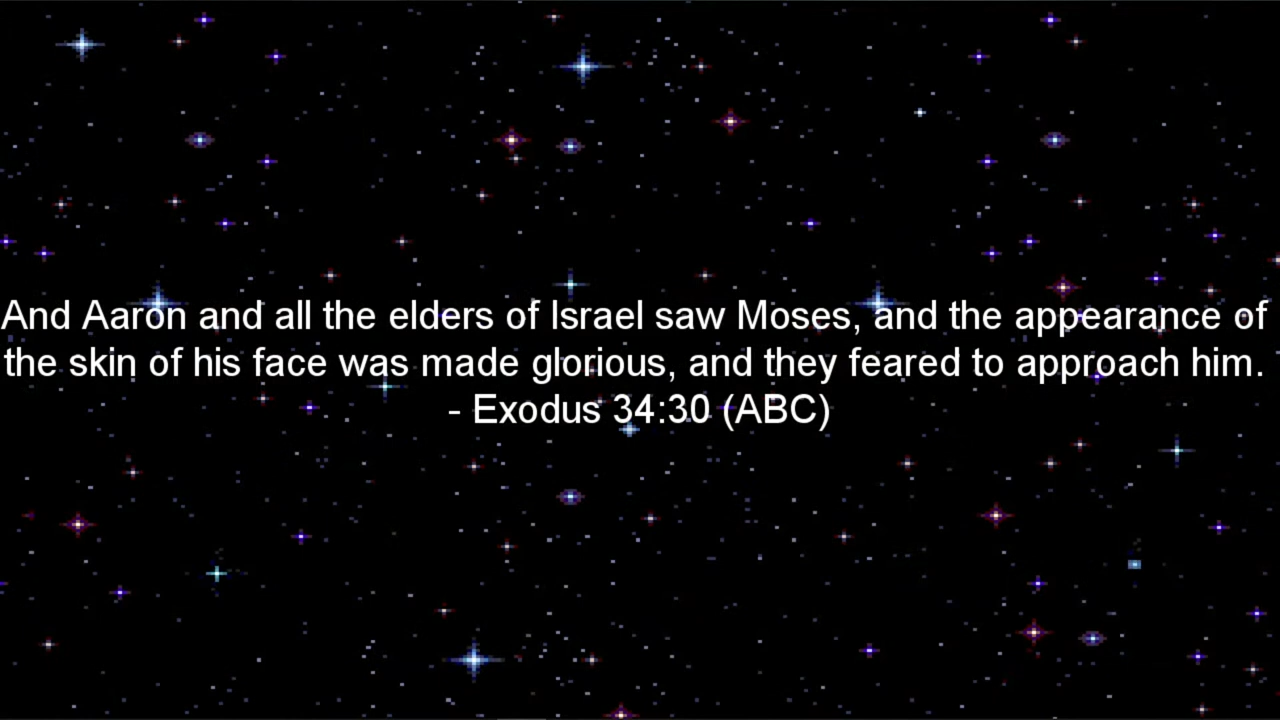 And Aaron and all the elders of Israel saw Moses, and the appearance of
the skin of his face was made glorious, and they feared to approach him.
- Exodus 34:30 (ABC)